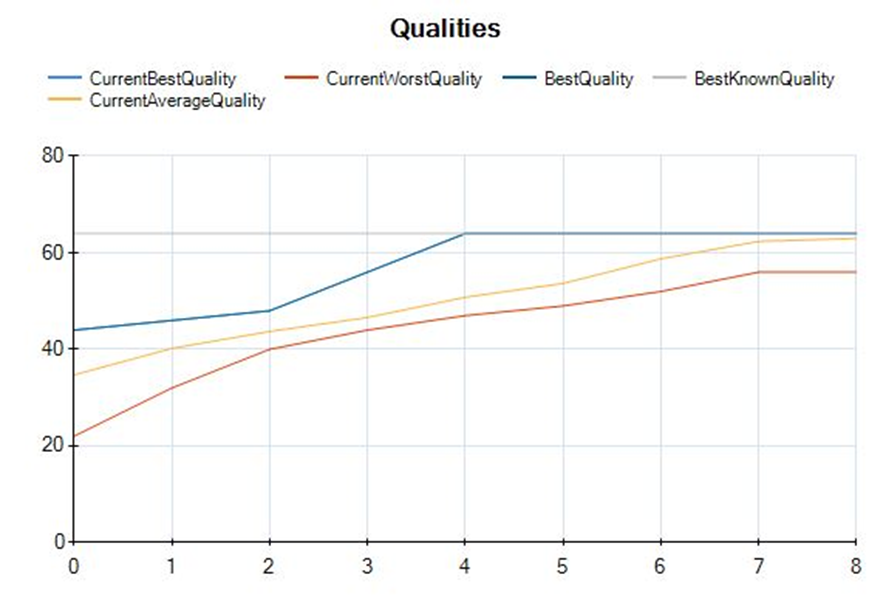 Qualities
CurrentBestQuality CurrentWorstQuality BestQuality BestKnownQuality
CurrentAverageQuality
80
60
40
20
0
0 1 2 3 4 5 6 7 8